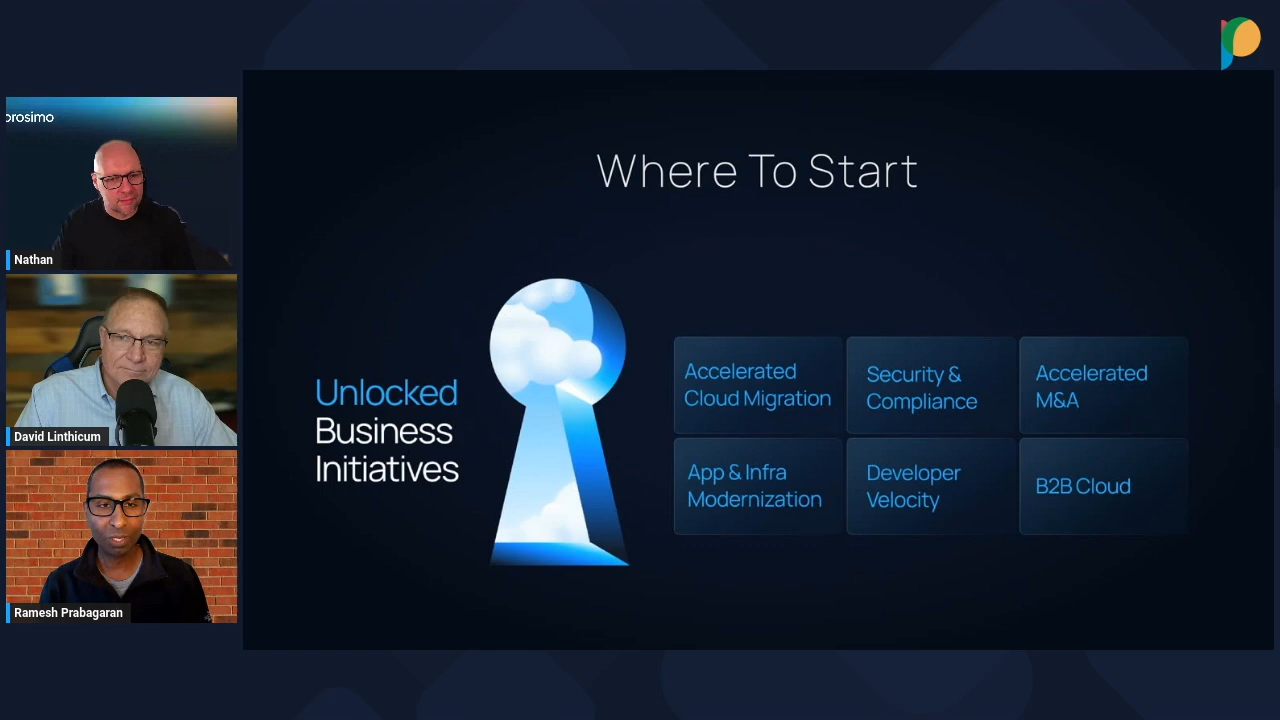 prosimo
Nathan
David Linthicum
Ramesh Prabagaran
Where To Start
Unlocked
Business
Initiatives
Accelerated
Cloud Migration
Security &
Compliance
Accelerated
M&A
App & Infra
Modernization
Developer
Velocity
B2B Cloud